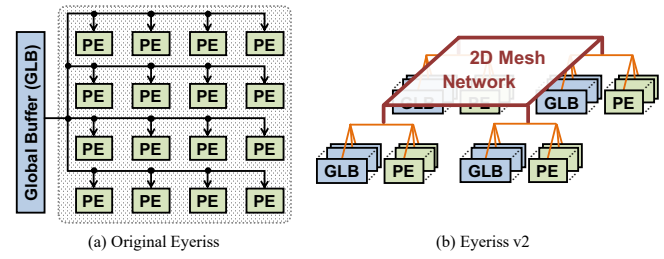 Global Buffer (GLB)
PE PE PE PE
PE PE PE PE
PE PE PE PE
PE PE PE PE
(a) Original Eyeriss
2D Mesh
Network
GLB PE GLB PE
GLB PE GLB PE
(b) Eyeriss v2